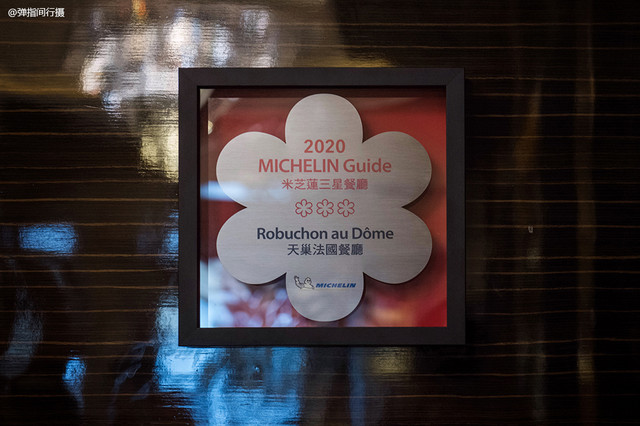 @弹指间行摄
2020
MICHELIN Guide
米芝蓮三星餐廳
Robuchon au Dôme
天巢法國餐廳
MICHELIN